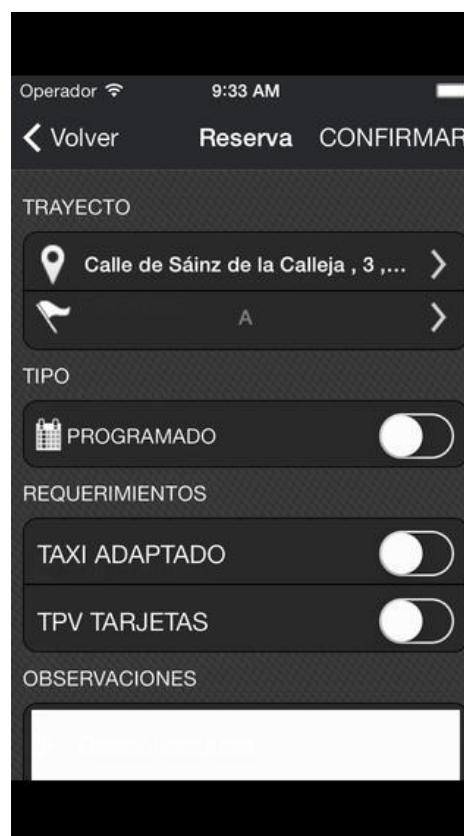 Operador 9:33 AM
Volver Reserva CONFIRMAR
TRAYECTO
Calle de Sáinz de la Calleja , 3 ,...
A
TIPO
PROGRAMADO
REQUERIMIENTOS
TAXI ADAPTADO
TPV TARJETAS
OBSERVACIONES